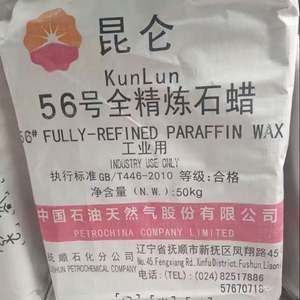 昆仑
KunLun
56号全精炼石蜡
56# FULLY-REFINED PARAFFIN WAX
工业用
INDUSTRY USE ONLY
执行标准GB/T446-2010 等级:合格
净含量(N.W.):50kg
中国石油天然气股份有限公司
PETROCHINA COMPANY LIMITED
抚顺石化分公司
FUSHUN PETROCHEMICAL COMPANY
辽宁省抚顺市新抚区凤翔路45
No.45 Fengxiang Rd.,Xinfu District,Fushun,Liaon
电话(TEL): (024)82517886
57670718